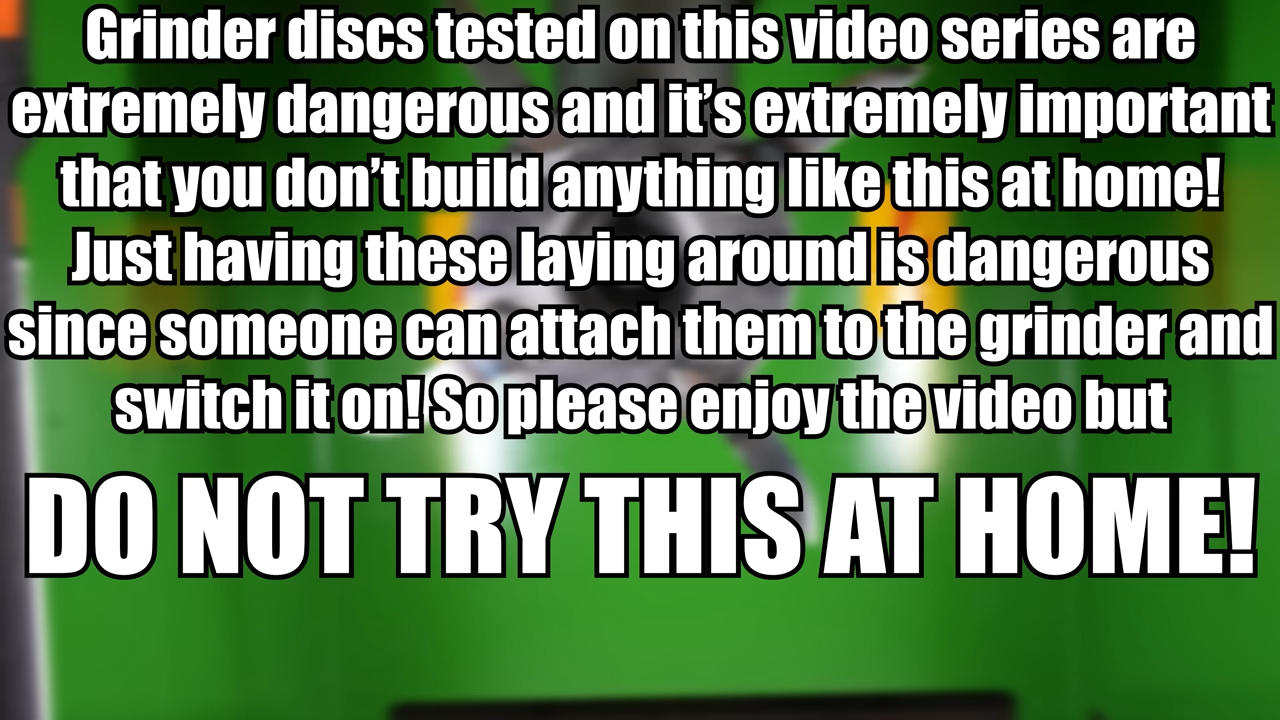 Grinder discs tested on this video series are
extremely dangerous and it’s extremely important
that you don’t build anything like this at home!
Just having these laying around is dangerous
since someone can attach them to the grinder and
switch it on! So please enjoy the video but
DO NOT TRY THIS AT HOME!